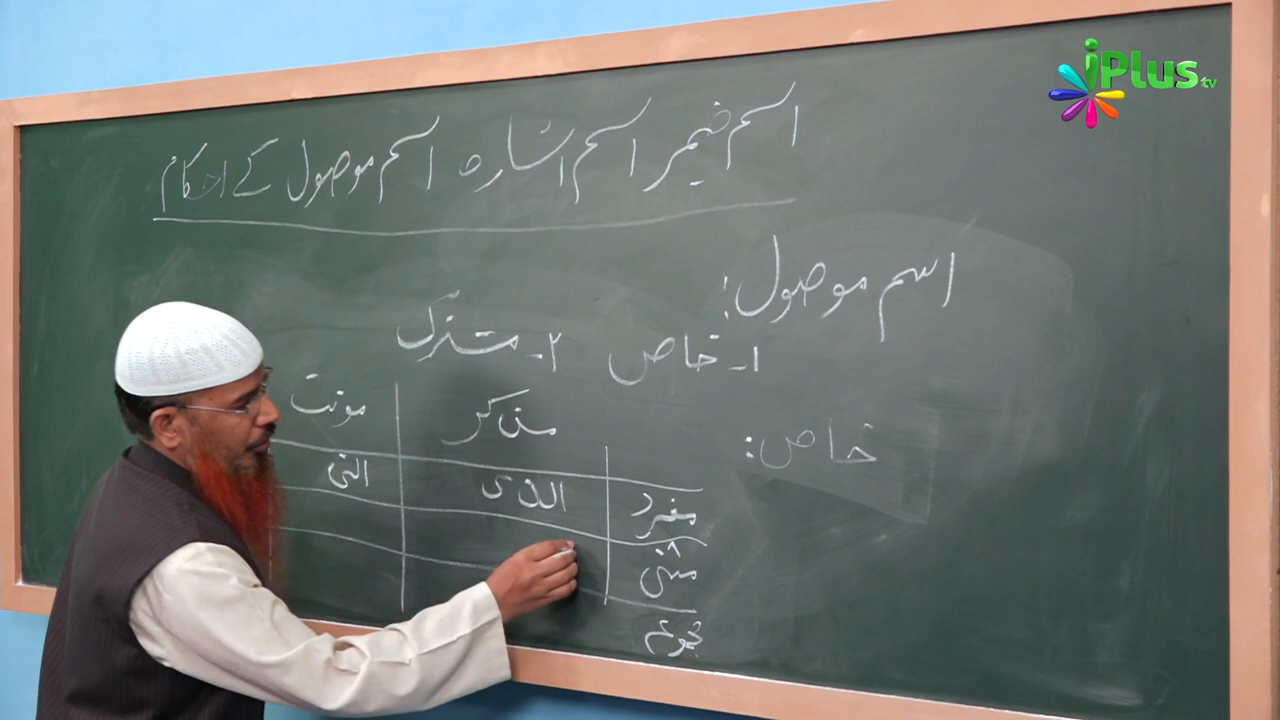 iPlus tv
اسم ضمیر اسم اشارہ اسم موصول کے احکام
اسم موصول:
۱۔ خاص ۲۔ مشترک
خاص:
مذکر مونث
مفرد الذی التی
مثنی
مجموع